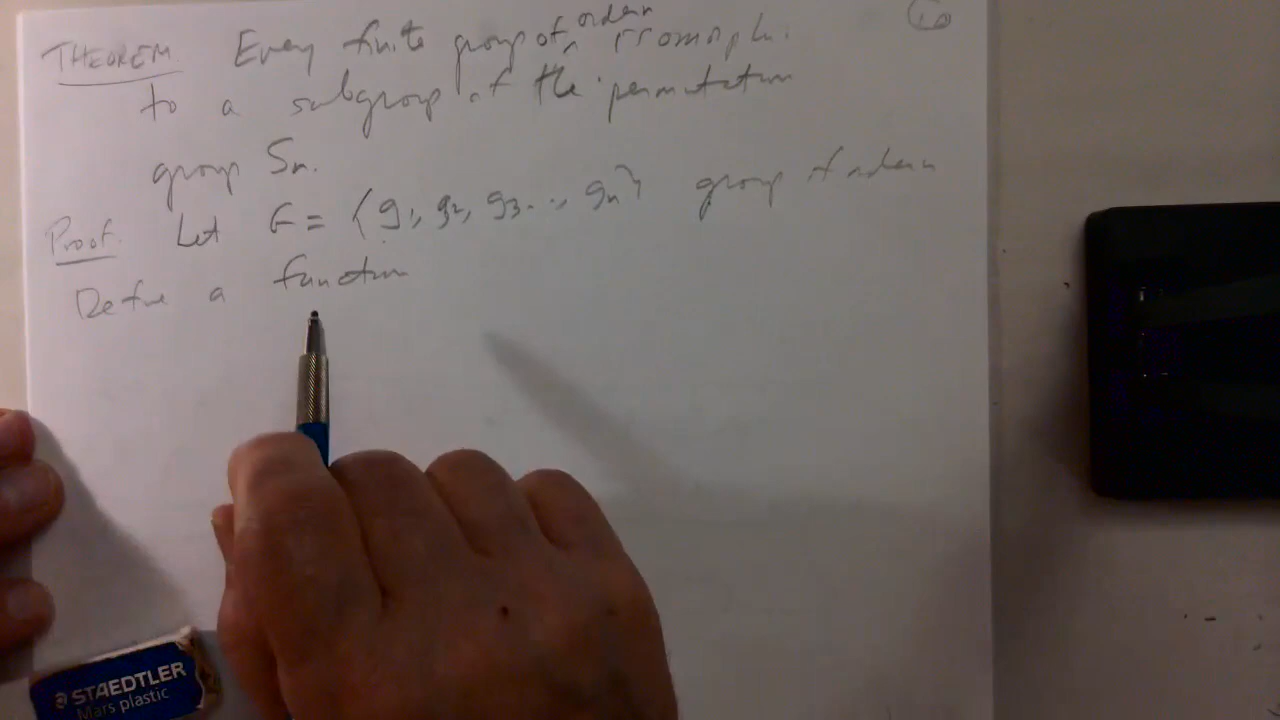 THEOREM. Every finite group of order isomorphic
to a subgroup of the permutation
group Sn.
Proof. Let G = {g1, g2, g3..., gn} group of order n
Define a function
STAEDTLER
Mars plastic